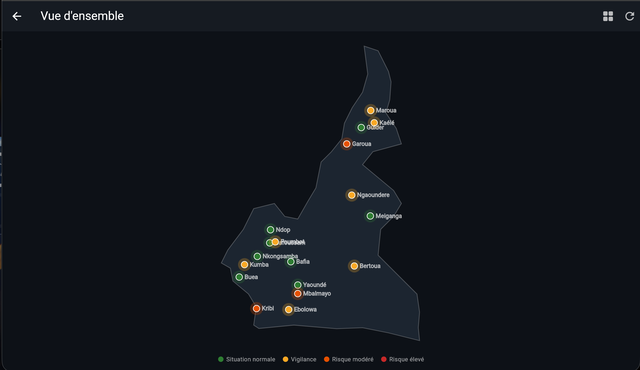 Vue d'ensemble
Maroua
Kaélé
Guider
Garoua
Ngaoundere
Meiganga
Ndop
Foumbot
Nkongsamba
Bafia
Kumba
Bertoua
Buea
Yaoundé
Mbalmayo
Kribi
Ebolowa
Situation normale Vigilance Risque modéré Risque élevé